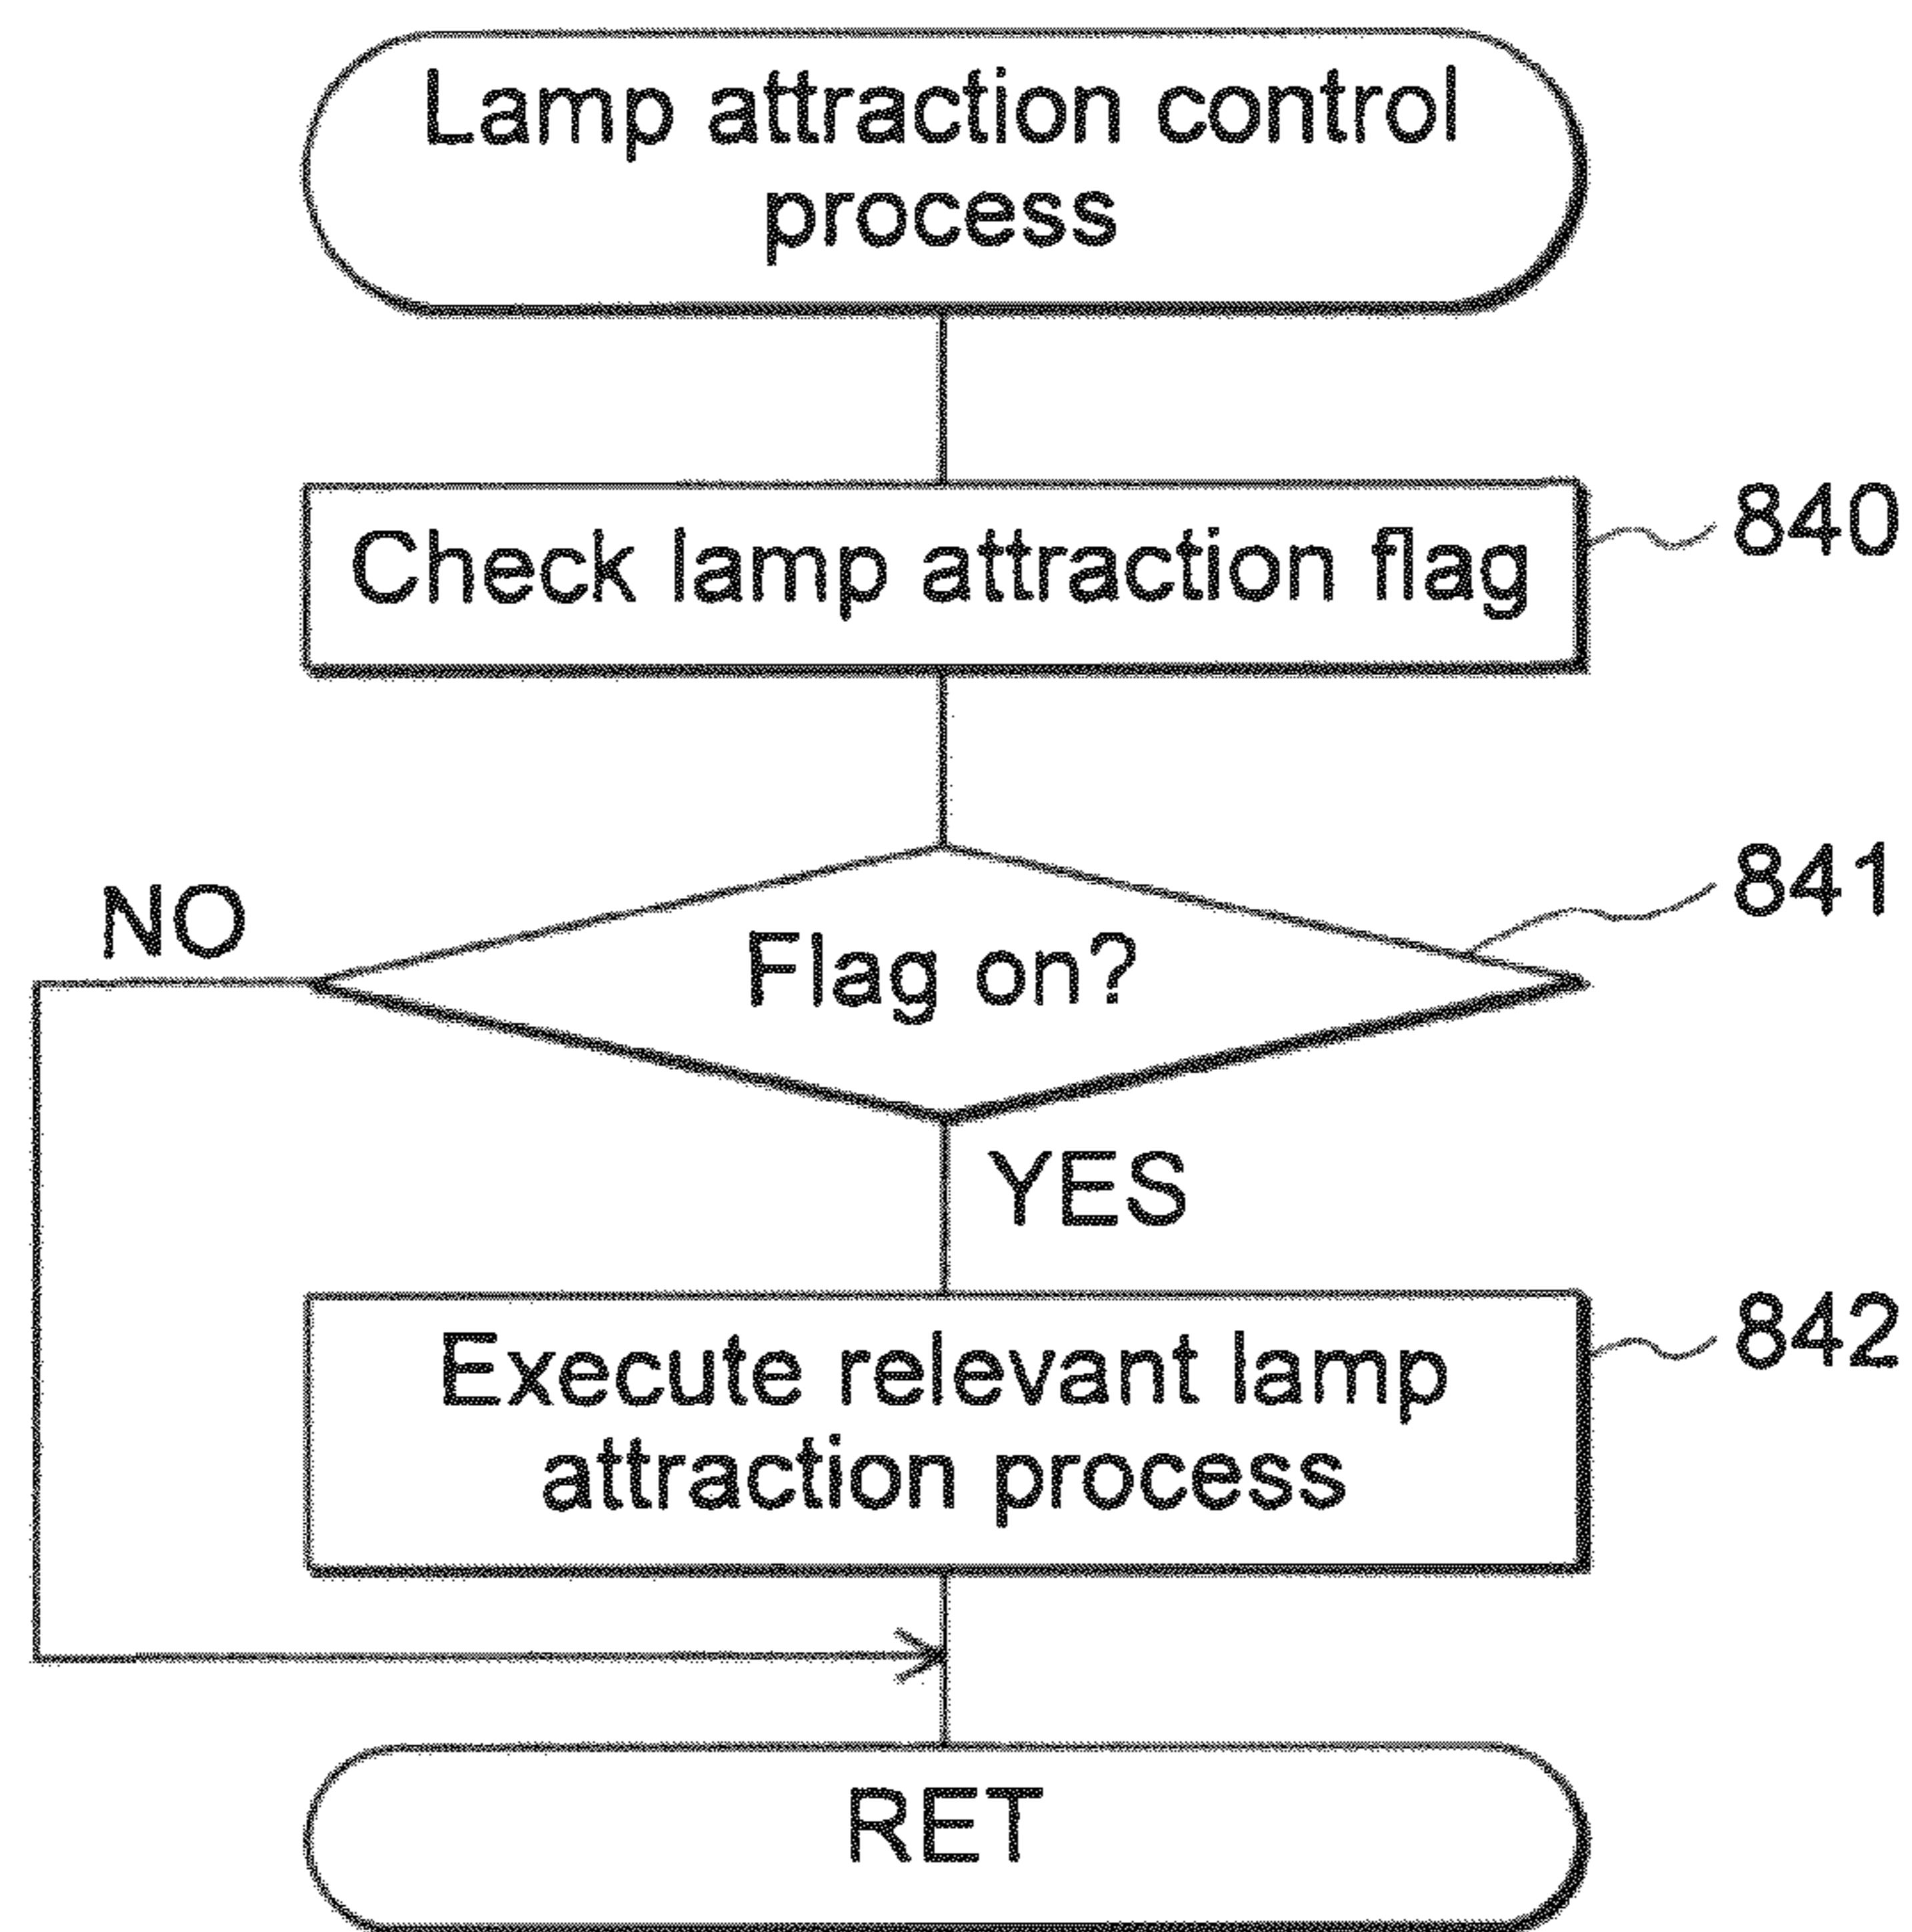 Lamp attraction control
process
Check lamp attraction flag
840
841
NO
Flag on?
YES
842
Execute relevant lamp
attraction process
RET